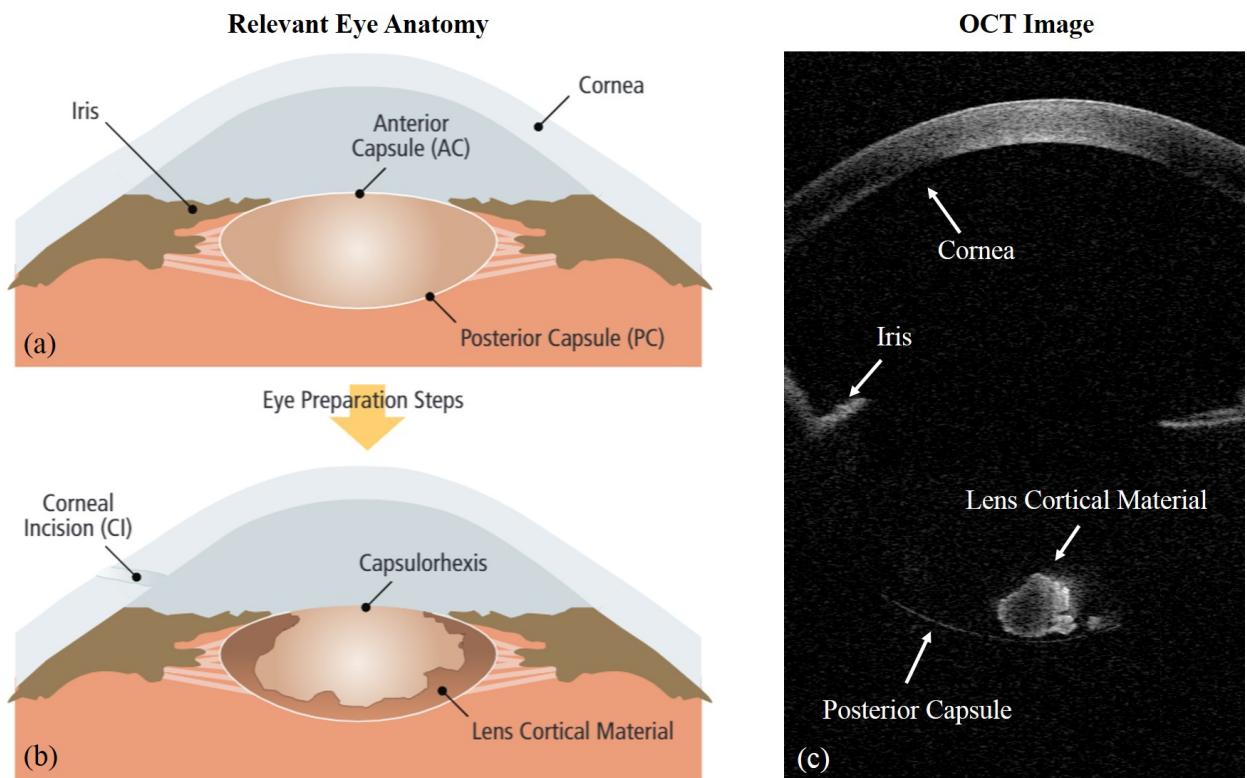 Relevant Eye Anatomy
Iris
Cornea
Anterior
Capsule (AC)
Posterior Capsule (PC)
(a)
Eye Preparation Steps
Corneal
Incision (CI)
Capsulorhexis
Lens Cortical Material
(b)
OCT Image
Cornea
Iris
Lens Cortical Material
Posterior Capsule
(c)